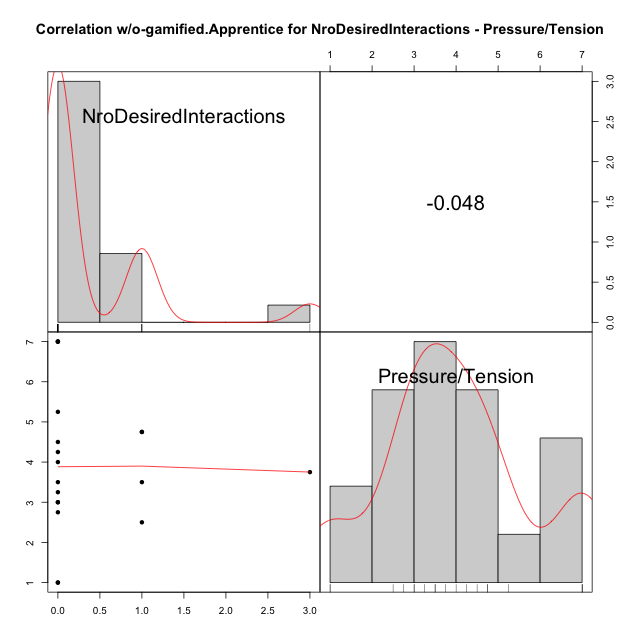 Correlation w/o-gamified.Apprentice for NroDesiredInteractions - Pressure/Tension
1 2 3 4 5 6 7
NroDesiredInteractions
-0.048
0.0 0.5 1.0 1.5 2.0 2.5 3.0
Pressure/Tension
1 2 3 4 5 6 7
0.0 0.5 1.0 1.5 2.0 2.5 3.0